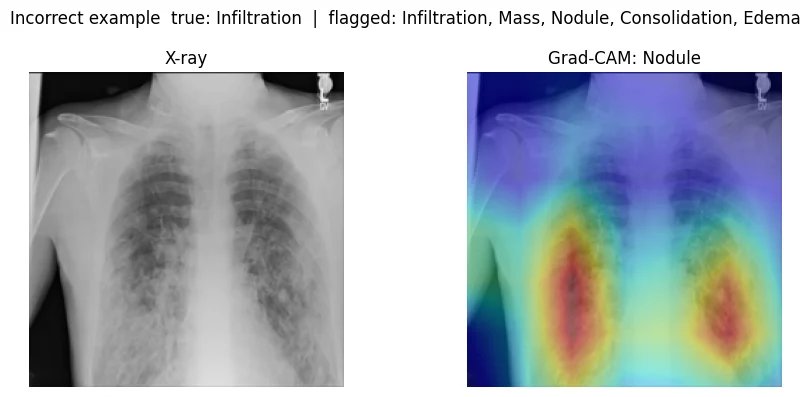 Incorrect example  true: Infiltration  |  flagged: Infiltration, Mass, Nodule, Consolidation, Edema
X-ray
Grad-CAM: Nodule